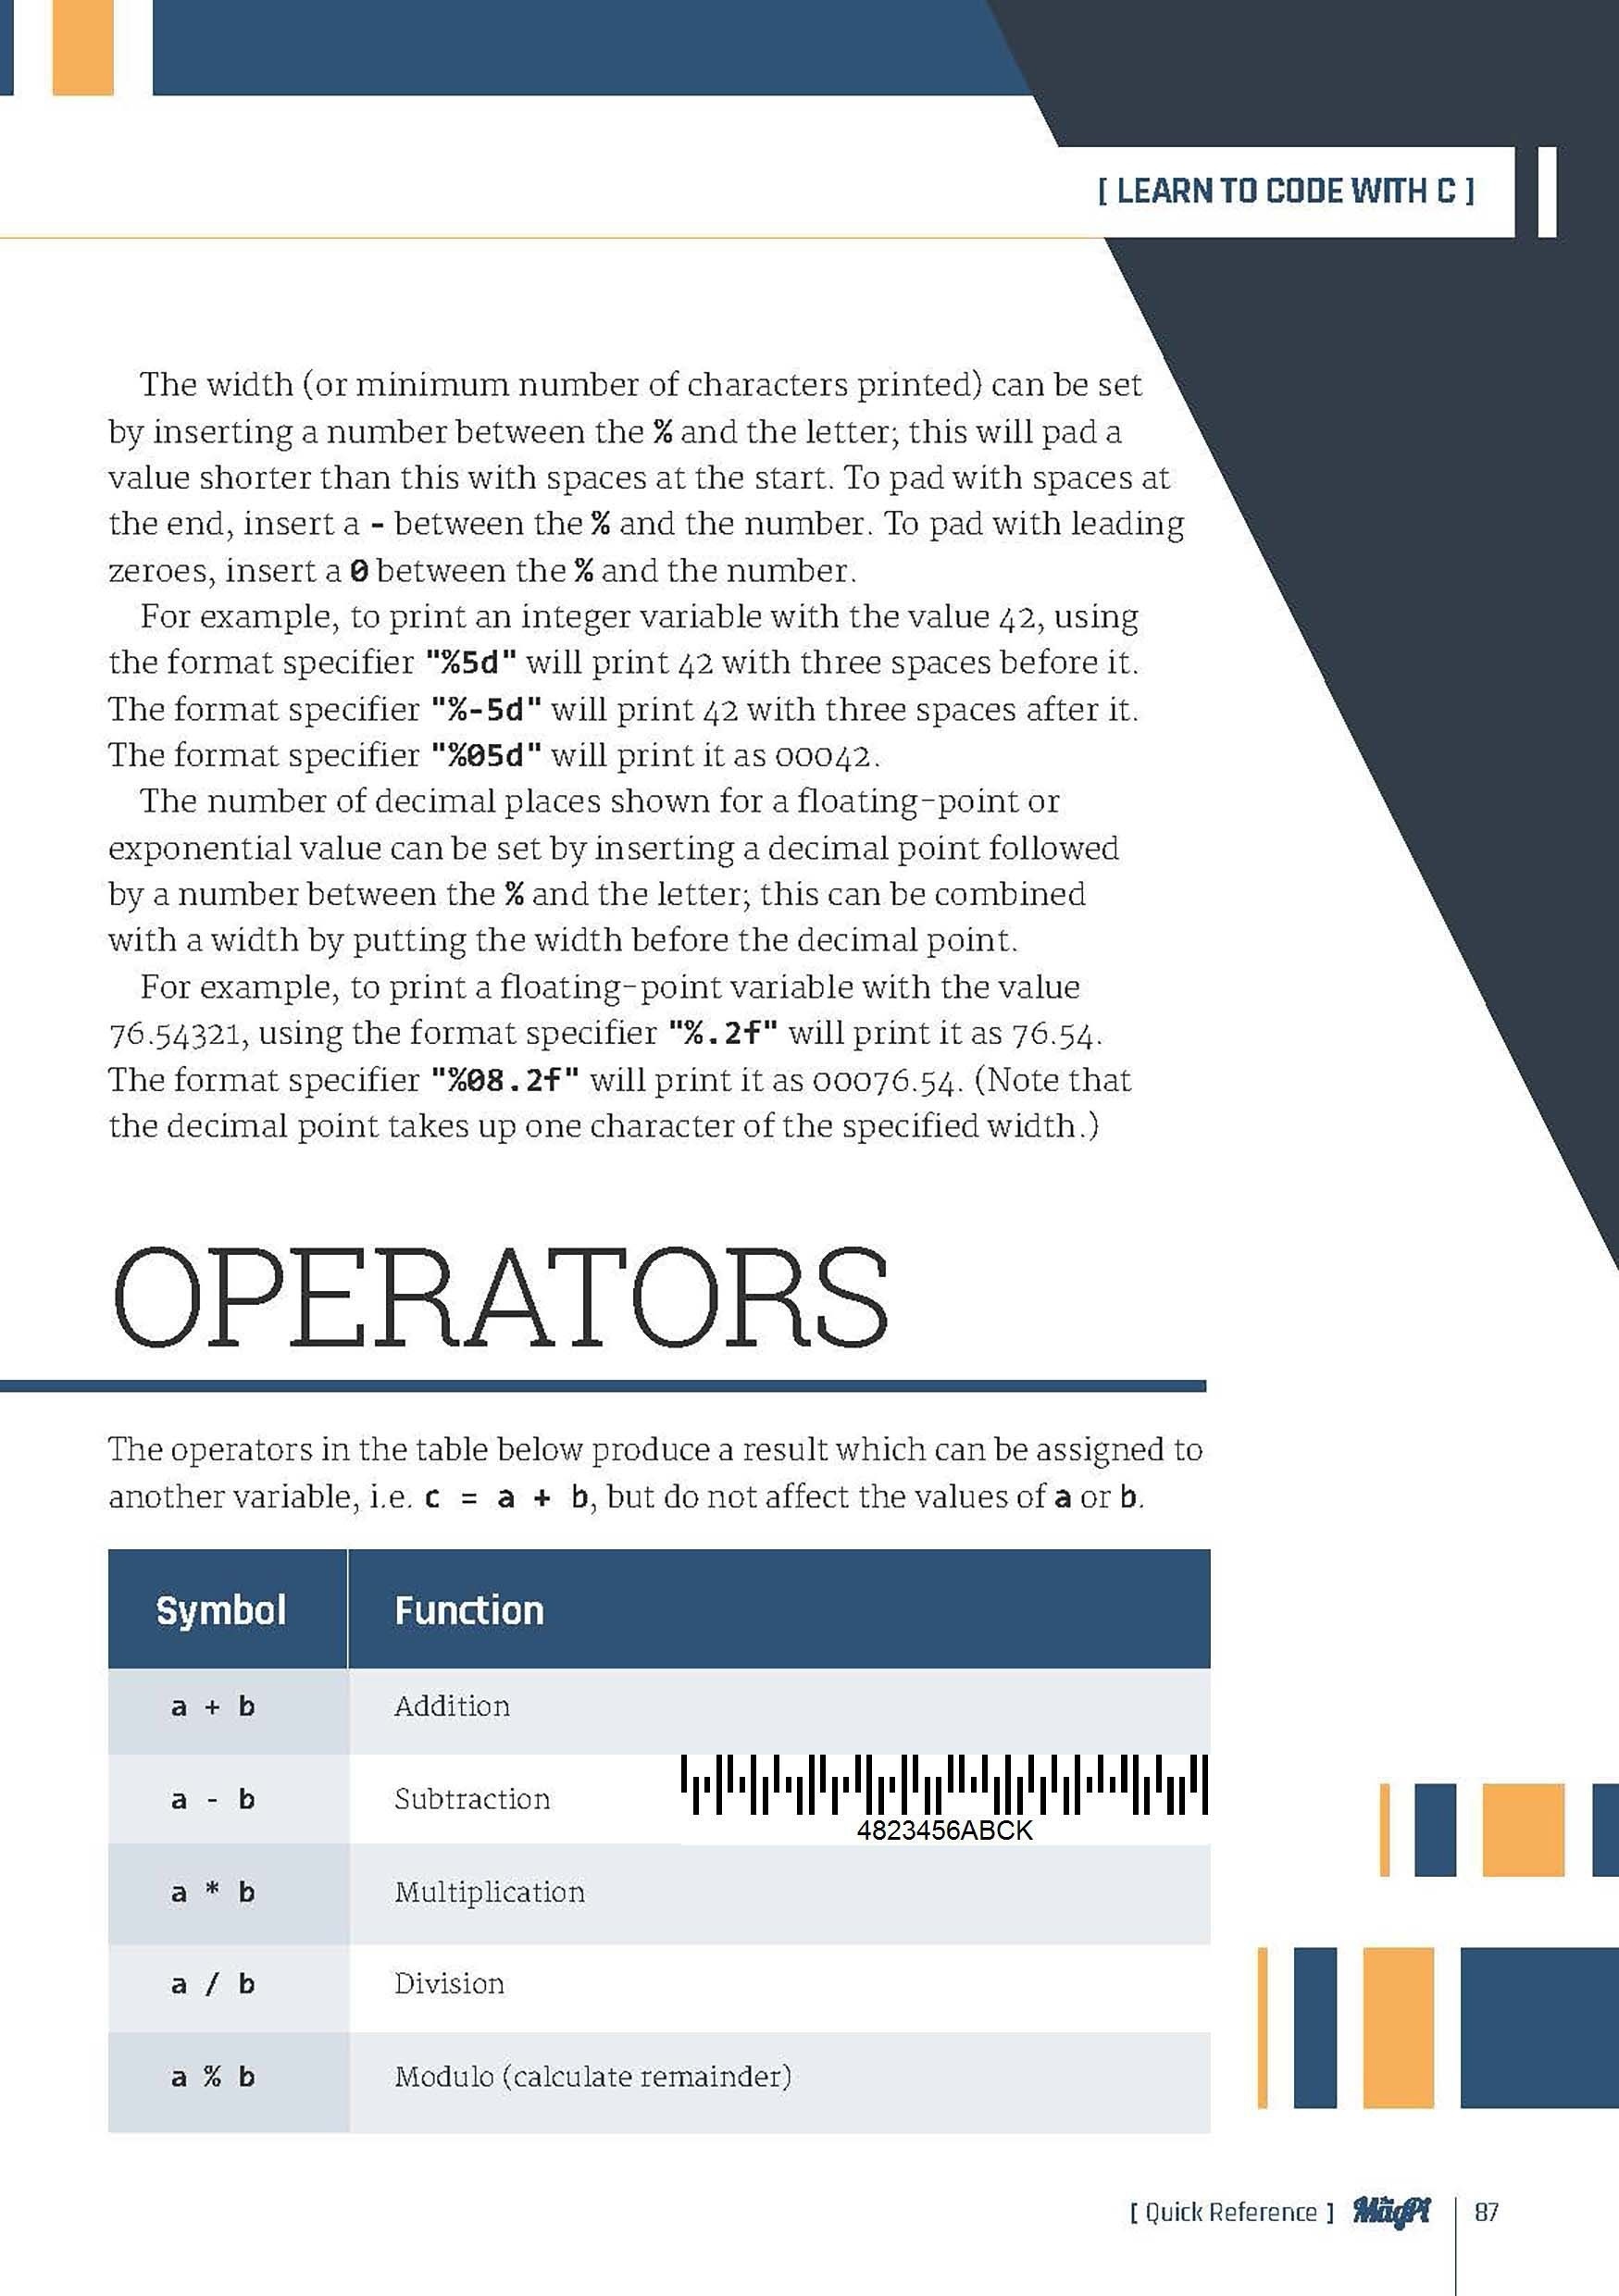 [ LEARN TO CODE WITH C ]
The width (or minimum number of characters printed) can be set
by inserting a number between the % and the letter; this will pad a
value shorter than this with spaces at the start. To pad with spaces at
the end, insert a - between the % and the number. To pad with leading
zeroes, insert a 0 between the % and the number.
For example, to print an integer variable with the value 42, using
the format specifier "%5d" will print 42 with three spaces before it.
The format specifier "%-5d" will print 42 with three spaces after it.
The format specifier "%05d" will print it as 00042.
The number of decimal places shown for a floating-point or
exponential value can be set by inserting a decimal point followed
by a number between the % and the letter; this can be combined
with a width by putting the width before the decimal point.
For example, to print a floating-point variable with the value
76.54321, using the format specifier "%.2f" will print it as 76.54.
The format specifier "%08.2f" will print it as 00076.54. (Note that
the decimal point takes up one character of the specified width.)
OPERATORS
The operators in the table below produce a result which can be assigned to
another variable, i.e. c = a + b, but do not affect the values of a or b.
Symbol Function
a + b Addition
a - b Subtraction
4823456ABCK
a * b Multiplication
a / b Division
a % b Modulo (calculate remainder)
[ Quick Reference ] The MagPi 87